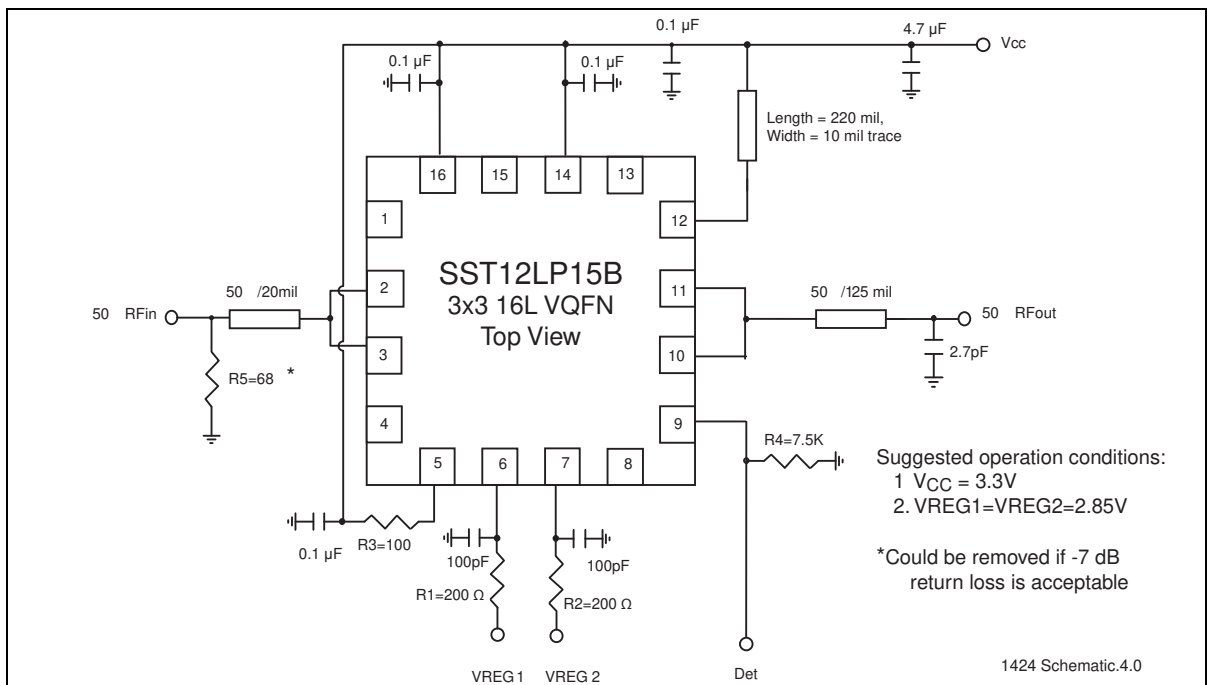 0.1 µF
4.7 µF
Vcc
0.1 µF
0.1 µF
Length = 220 mil,
Width = 10 mil trace
16
15
14
13
1
12
SST12LP15B
3x3 16L VQFN
Top View
2
11
50 /20mil
50 /125 mil
50 RFin
50 RFout
3
10
2.7pF
R5=68 *
4
9
R4=7.5K
5
6
7
8
Suggested operation conditions:
1 VCC = 3.3V
2. VREG1=VREG2=2.85V
0.1 µF
R3=100
100pF
100pF
*Could be removed if -7 dB
return loss is acceptable
R1=200 Ω
R2=200 Ω
VREG 1
VREG 2
Det
1424 Schematic.4.0